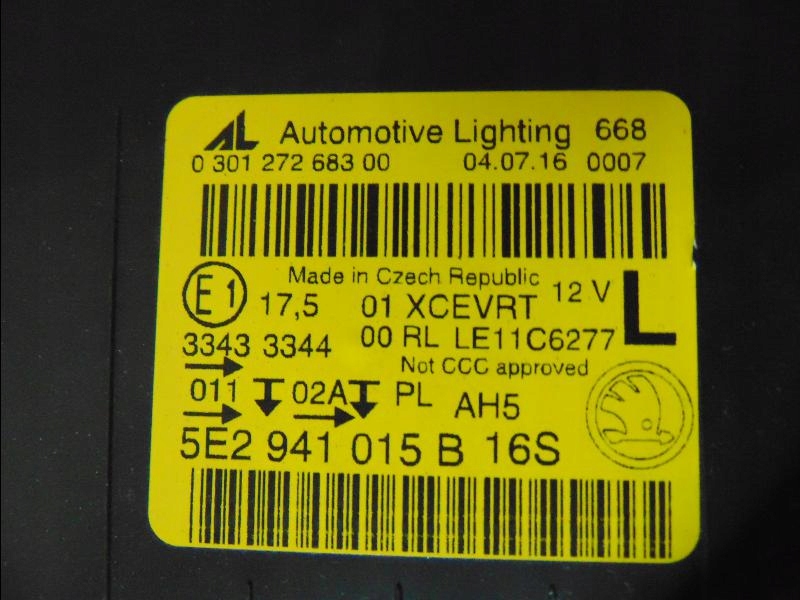 AL Automotive Lighting 668
0 301 272 683 00 04.07.16 0007
Made in Czech Republic
E1 17,5 01 XCEVRT 12 V L
3343 3344 00 RL LE11C6277
Not CCC approved
011 02A PL AH5
5E2 941 015 B 16S